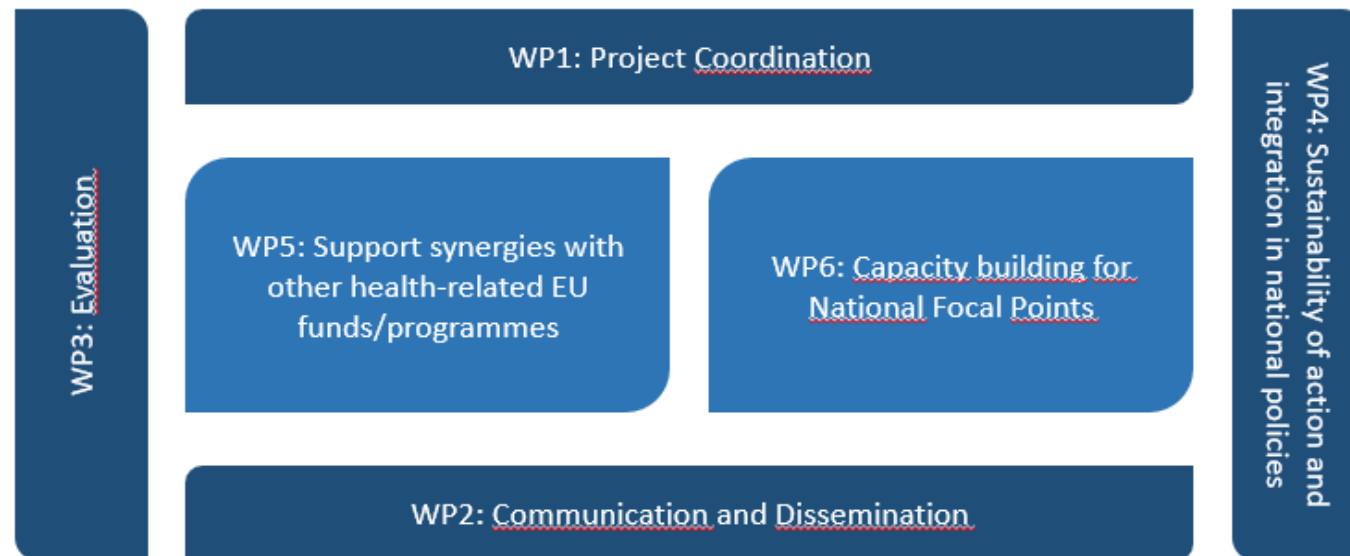 WP1: Project Coordination
WP3: Evaluation
WP5: Support synergies with
other health-related EU
funds/programmes
WP6: Capacity building for
National Focal Points
WP4: Sustainability of action and
integration in national policies
WP2: Communication and Dissemination